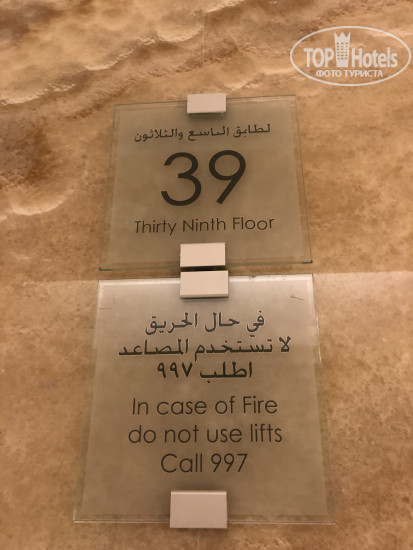 TOP Hotels
ФОТО ТУРИСТА
لطابق التاسع والثلاثون
39
Thirty Ninth Floor
في حال الحريق
لا تستخدم المصاعد
اطلب ٩٩٧
In case of Fire
do not use lifts
Call 997